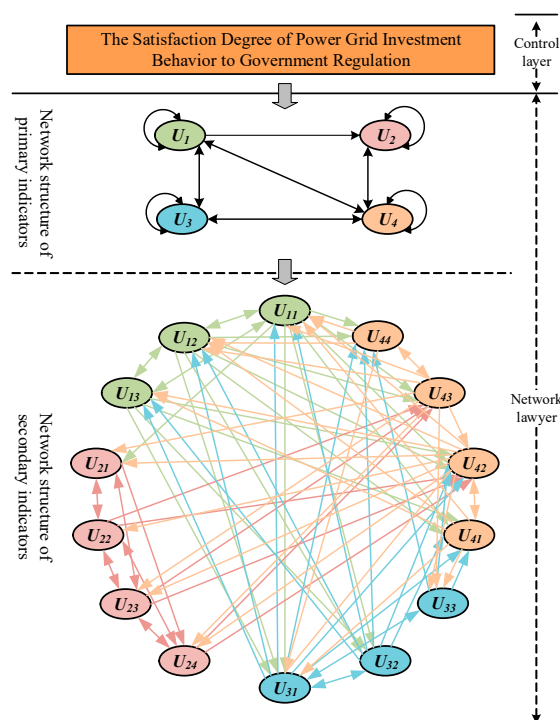 The Satisfaction Degree of Power Grid Investment
Behavior to Government Regulation
Control
layer
Network structure of
primary indicators
U1
U2
U3
U4
Network structure of
secondary indicators
U11
U12
U44
U13
U43
U21
U42
U22
U41
U23
U33
U24
U32
U31
Network
lawyer